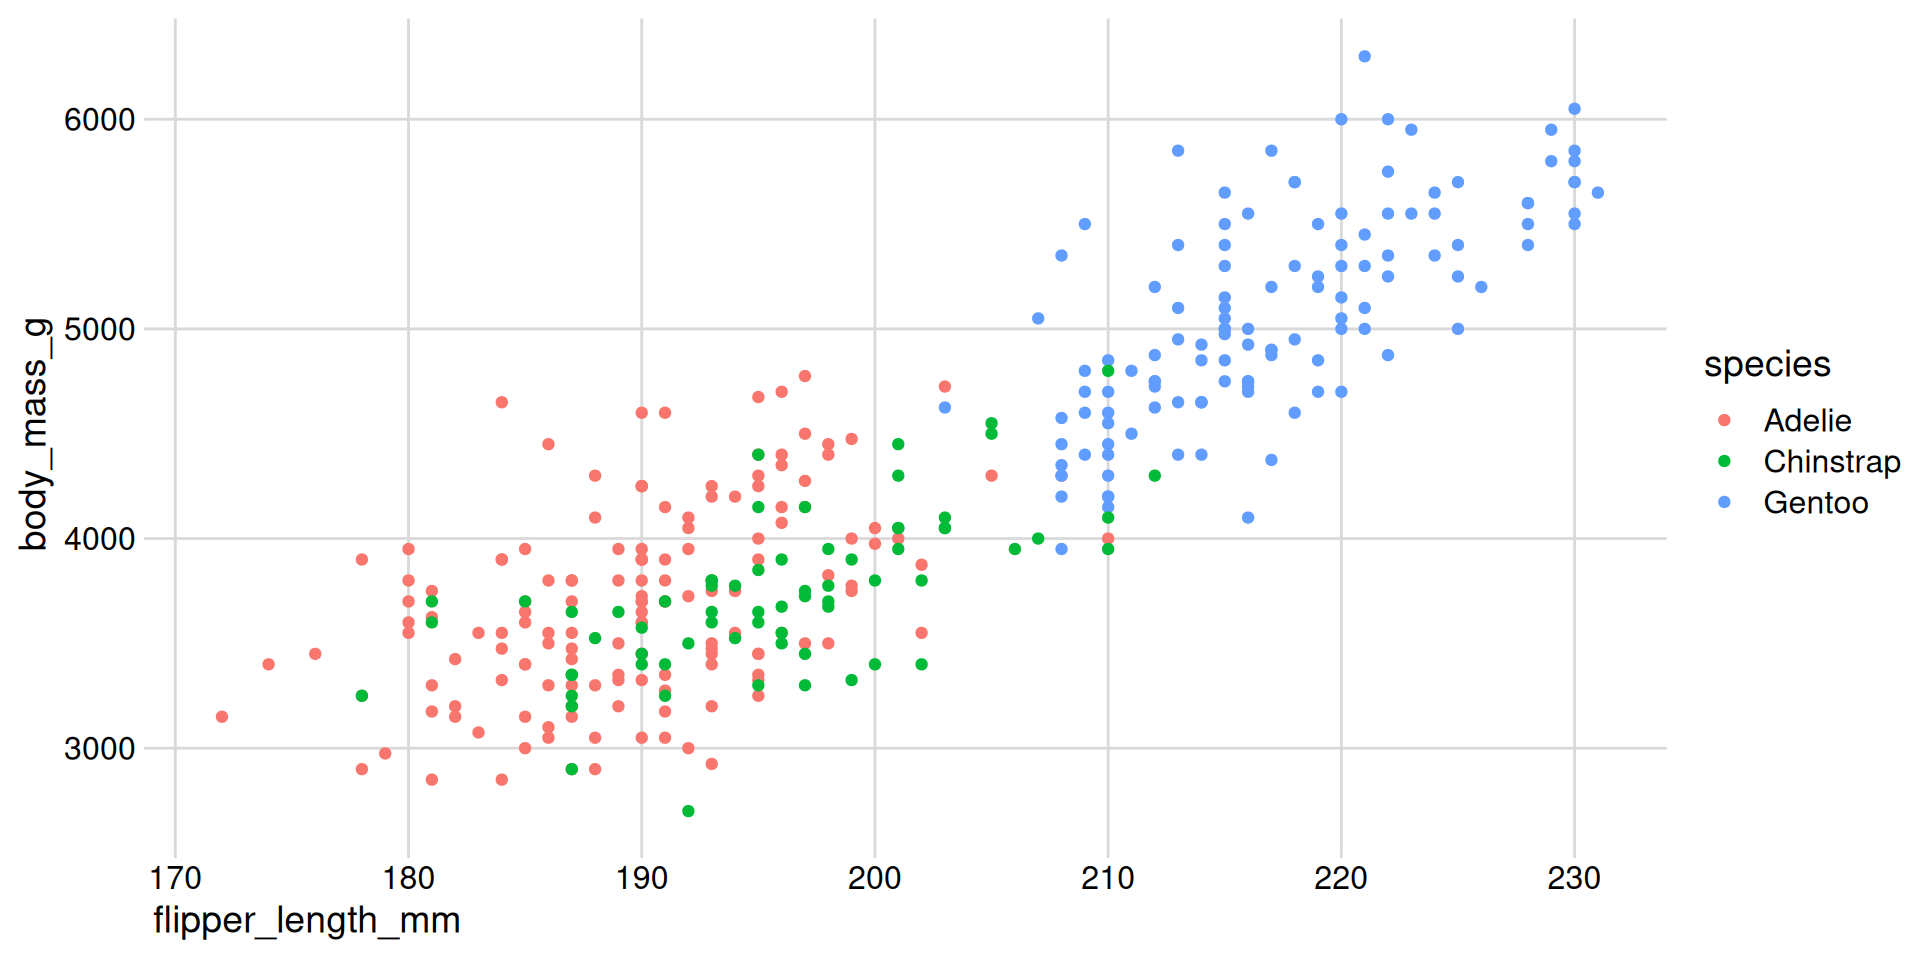 6000
5000
4000
3000
body_mass_g
170 180 190 200 210 220 230
flipper_length_mm
species
Adelie
Chinstrap
Gentoo